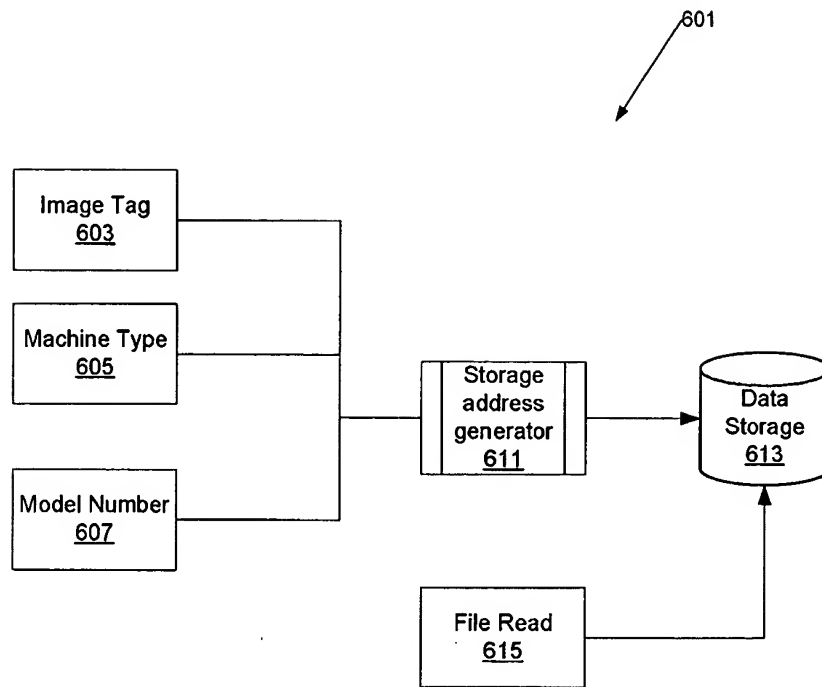 601
Image Tag
603
Machine Type
605
Model Number
607
Storage
address
generator
611
Data
Storage
613
File Read
615